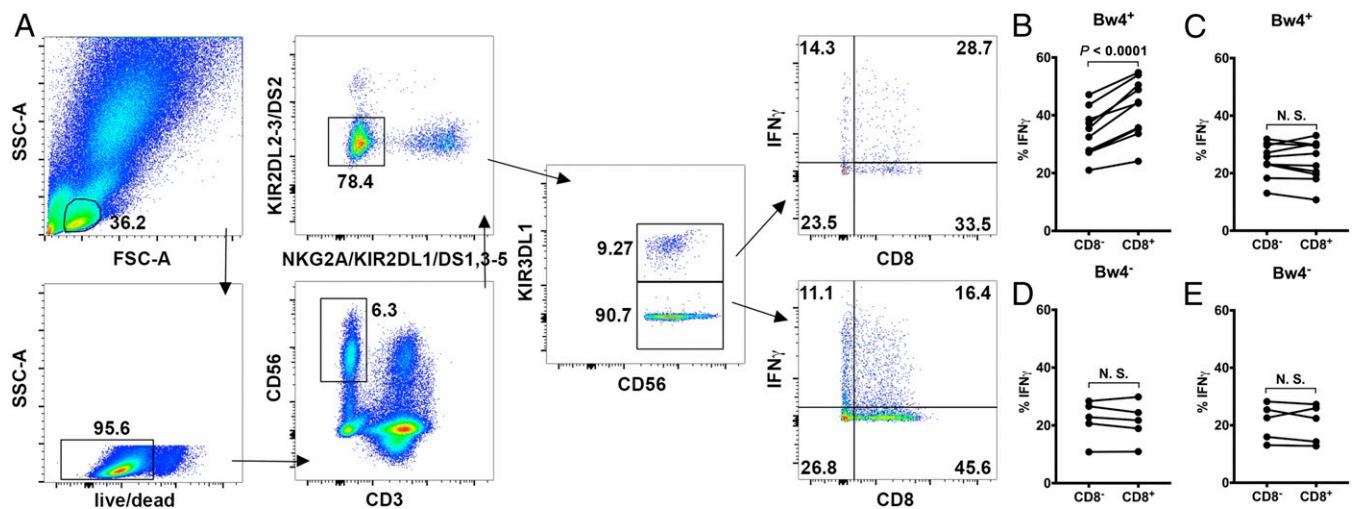 A
SSC-A
36.2
FSC-A
SSC-A
95.6
live/dead
KIR2DL2-3/DS2
78.4
NKG2A/KIR2DL1/DS1,3-5
CD56
6.3
CD3
KIR3DL1
9.27
90.7
CD56
14.3 28.7
IFNγ
23.5 33.5
CD8
11.1 16.4
IFNγ
26.8 45.6
CD8
B
Bw4+
P < 0.0001
60
40
20
0
% IFNγ
CD8- CD8+
C
Bw4+
N. S.
60
40
20
0
% IFNγ
CD8- CD8+
D
Bw4-
N. S.
60
40
20
0
% IFNγ
CD8- CD8+
E
Bw4-
N. S.
60
40
20
0
% IFNγ
CD8- CD8+